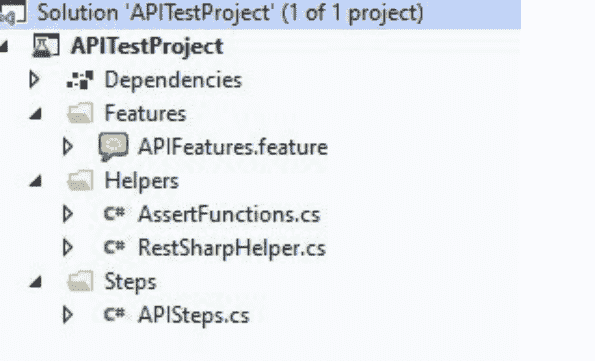 Solution 'APITestProject' (1 of 1 project)
APITestProject
Dependencies
Features
APIFeatures.feature
Helpers
C# AssertFunctions.cs
C# RestSharpHelper.cs
Steps
C# APISteps.cs